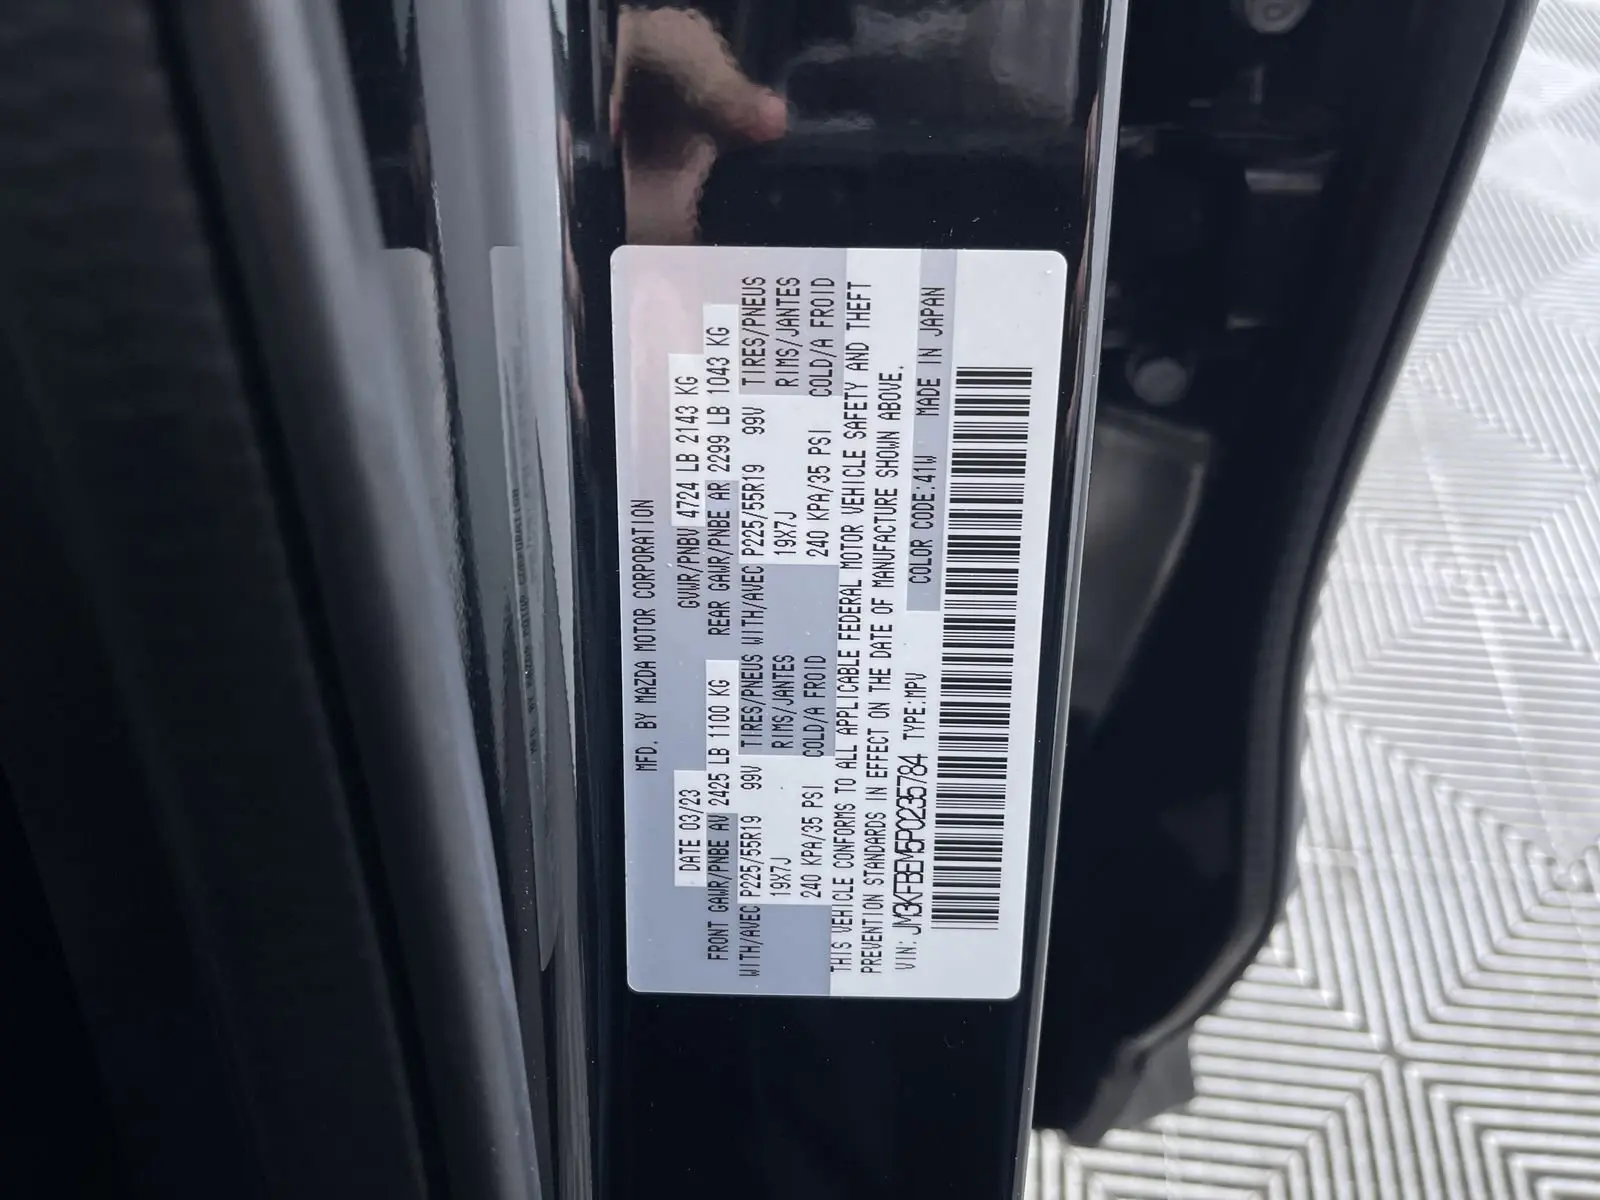 MFD. BY MAZDA MOTOR CORPORATION
DATE 03/23 GVWR/PNBV 4724 LB 2143 KG
FRONT GAWR/PNBE AV 2425 LB 1100 KG REAR GAWR/PNBE AR 2299 LB 1043 KG
WITH/AVEC P225/55R19 99V TIRES/PNEUS WITH/AVEC P225/55R19 99V TIRES/PNEUS
19X7J RIMS/JANTES 19X7J RIMS/JANTES
240 KPA/35 PSI COLD/A FROID 240 KPA/35 PSI COLD/A FROID
THIS VEHICLE CONFORMS TO ALL APPLICABLE FEDERAL MOTOR VEHICLE SAFETY AND THEFT
PREVENTION STANDARDS IN EFFECT ON THE DATE OF MANUFACTURE SHOWN ABOVE.
VIN: JM3KFBEM5P0235784 TYPE:MPV COLOR CODE:41W MADE IN JAPAN